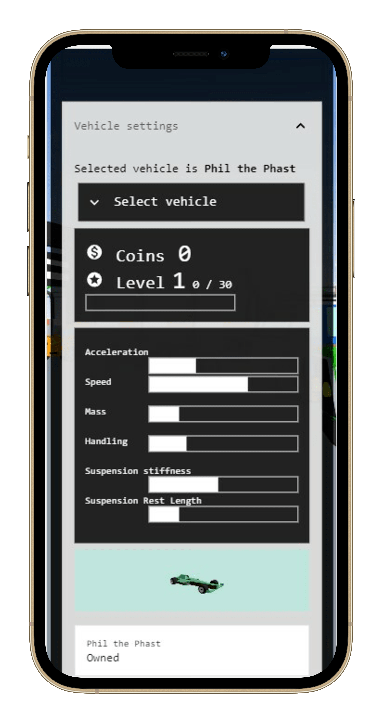 Vehicle settings
Selected vehicle is Phil the Phast
Select vehicle
Coins 0
Level 1 0 / 30
Acceleration
Speed
Mass
Handling
Suspension stiffness
Suspension Rest Length
Phil the Phast
Owned